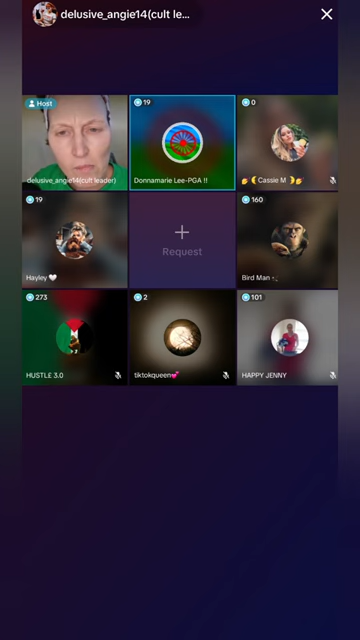 delusive_angie14(cult le...
Host
19
0
delusive_angie14(cult leader)
Donnamarie Lee-PGA !!
Cassie M
19
160
Request
Hayley
Bird Man
273
2
101
HUSTLE 3.0
tiktokqueen
HAPPY JENNY